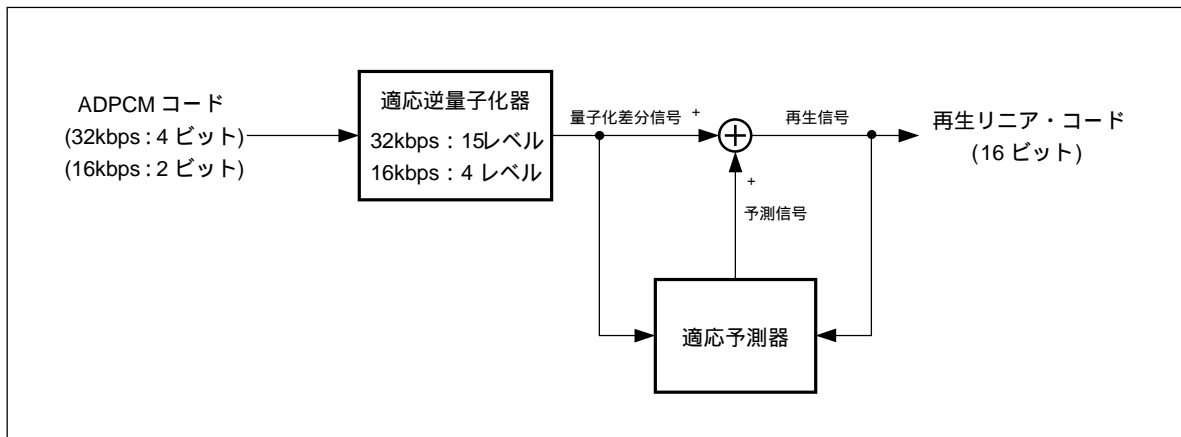 ADPCM コード
(32kbps : 4 ビット)
(16kbps : 2 ビット)
適応逆量子化器
32kbps : 15レベル
16kbps : 4 レベル
量子化差分信号 +
再生信号
再生リニア・コード
(16 ビット)
+
予測信号
適応予測器